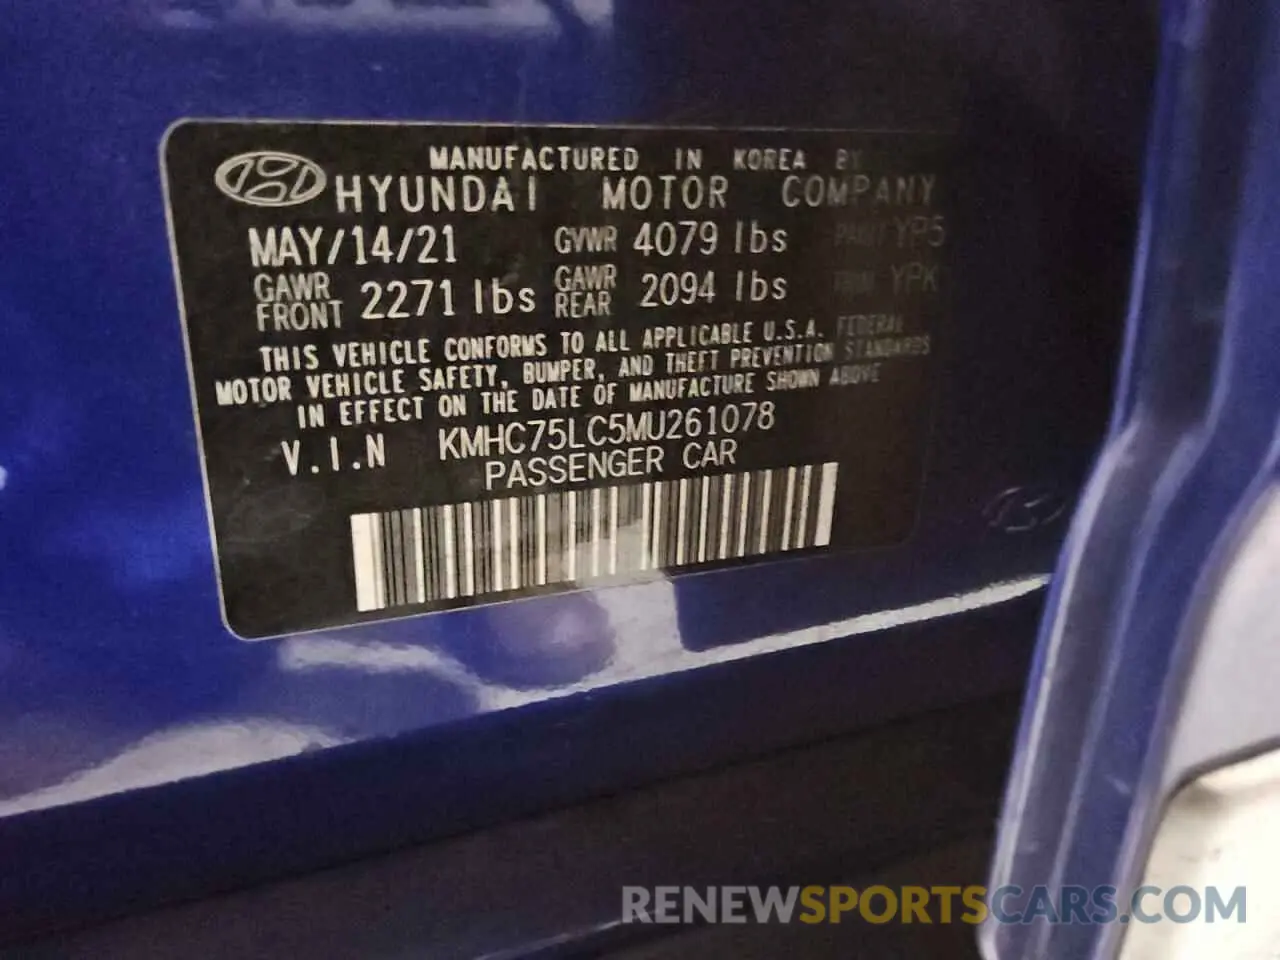 MANUFACTURED IN KOREA BY
HYUNDAI MOTOR COMPANY
MAY/14/21 GVWR 4079 lbs PAINT YP5
GAWR FRONT 2271 lbs GAWR REAR 2094 lbs TRIM YPK
THIS VEHICLE CONFORMS TO ALL APPLICABLE U.S.A. FEDERAL
MOTOR VEHICLE SAFETY, BUMPER, AND THEFT PREVENTION STANDARDS
IN EFFECT ON THE DATE OF MANUFACTURE SHOWN ABOVE
V.I.N KMHC75LC5MU261078
PASSENGER CAR
RENEWSPORTSCARS.COM